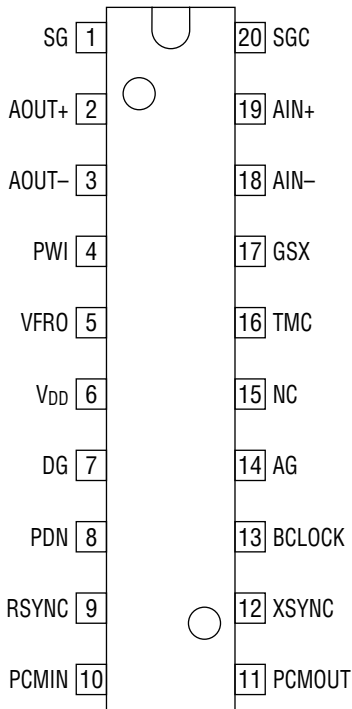 SG 1 20 SGC
AOUT+ 2 19 AIN+
AOUT– 3 18 AIN–
PWI 4 17 GSX
VFRO 5 16 TMC
VDD 6 15 NC
DG 7 14 AG
PDN 8 13 BCLOCK
RSYNC 9 12 XSYNC
PCMIN 10 11 PCMOUT